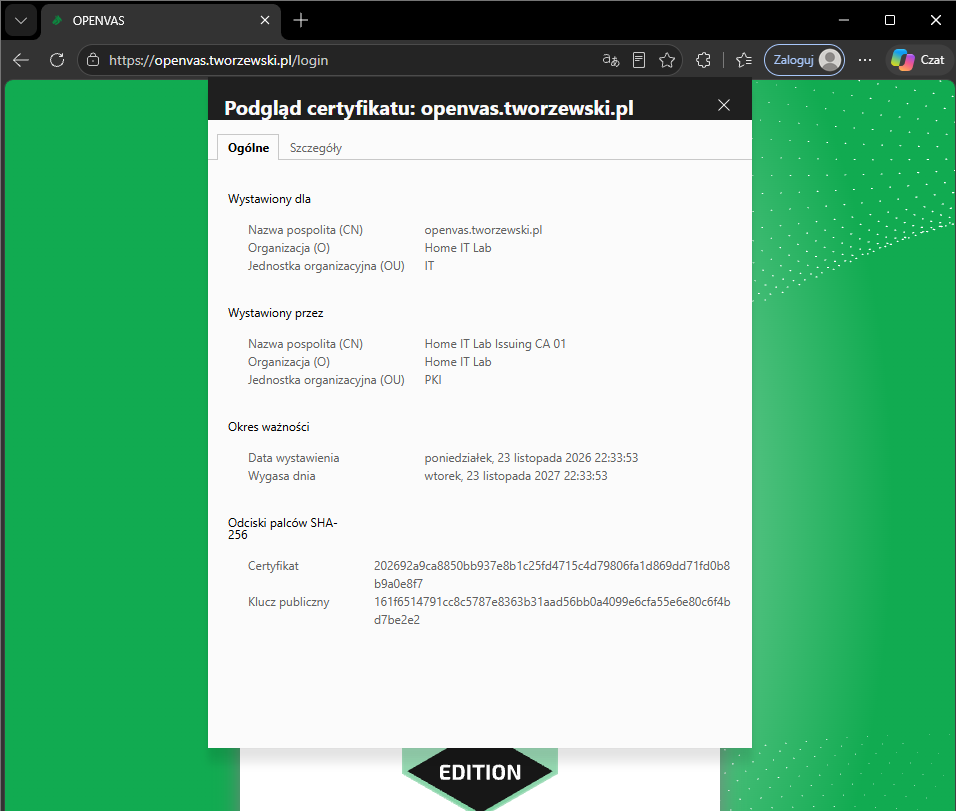 OPENVAS
https://openvas.tworzewski.pl/login
Zaloguj
Czat
Podgląd certyfikatu: openvas.tworzewski.pl
Ogólne Szczegóły
Wystawiony dla
Nazwa pospolita (CN) openvas.tworzewski.pl
Organizacja (O) Home IT Lab
Jednostka organizacyjna (OU) IT
Wystawiony przez
Nazwa pospolita (CN) Home IT Lab Issuing CA 01
Organizacja (O) Home IT Lab
Jednostka organizacyjna (OU) PKI
Okres ważności
Data wystawienia poniedziałek, 23 listopada 2026 22:33:53
Wygasa dnia wtorek, 23 listopada 2027 22:33:53
Odciski palców SHA-
256
Certyfikat 202692a9ca8850bb937e8b1c25fd4715c4d79806fa1d869dd71fd0b8
b9a0e8f7
Klucz publiczny 161f6514791cc8c5787e8363b31aad56bb0a4099e6cfa55e6e80c6f4b
d7be2e2
EDITION